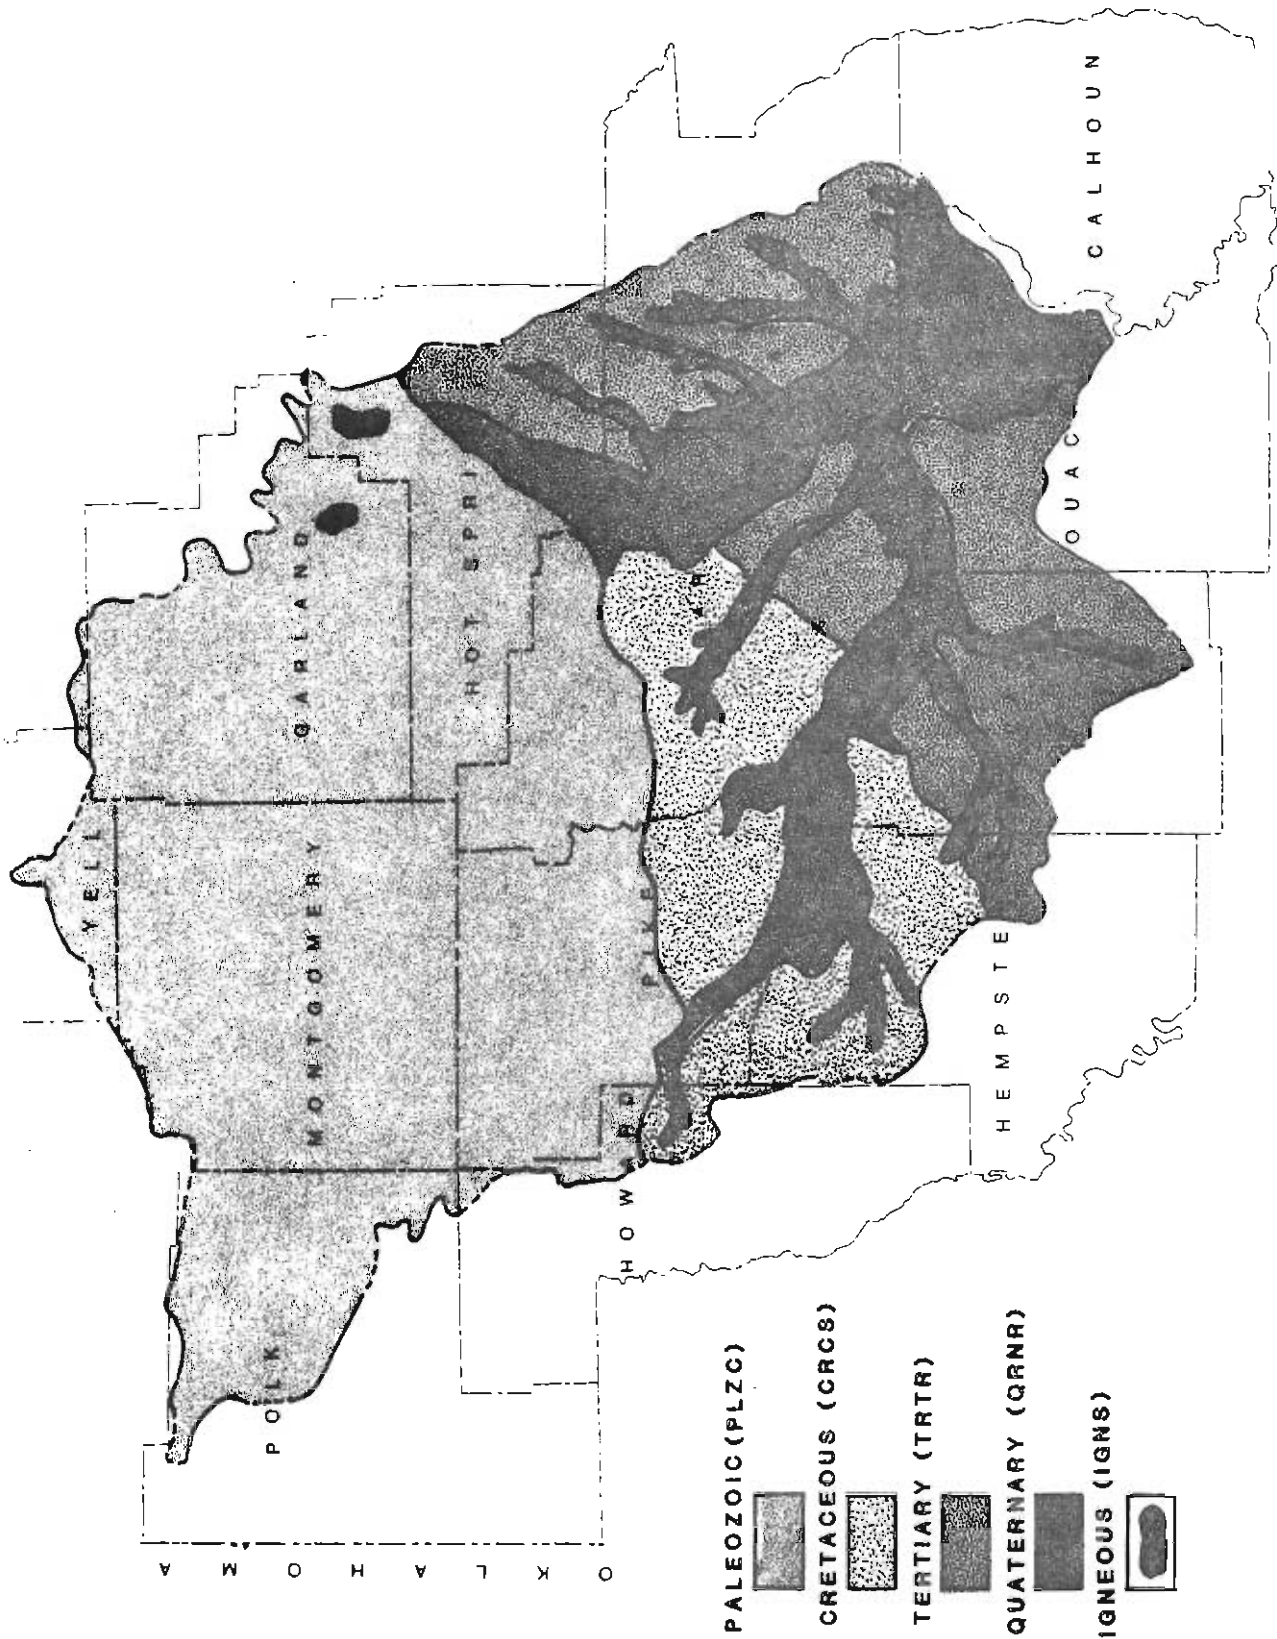 YELL
POLK
MONTGOMERY
GARLAND
HOT SPRI
PIKE
HOW
HEMPSTE
OUAC
CALHOUN
OKLAHOMA
PALEOZOIC (PLZC)
CRETACEOUS (CRCS)
TERTIARY (TRTR)
QUATERNARY (QRNR)
IGNEOUS (IGNS)